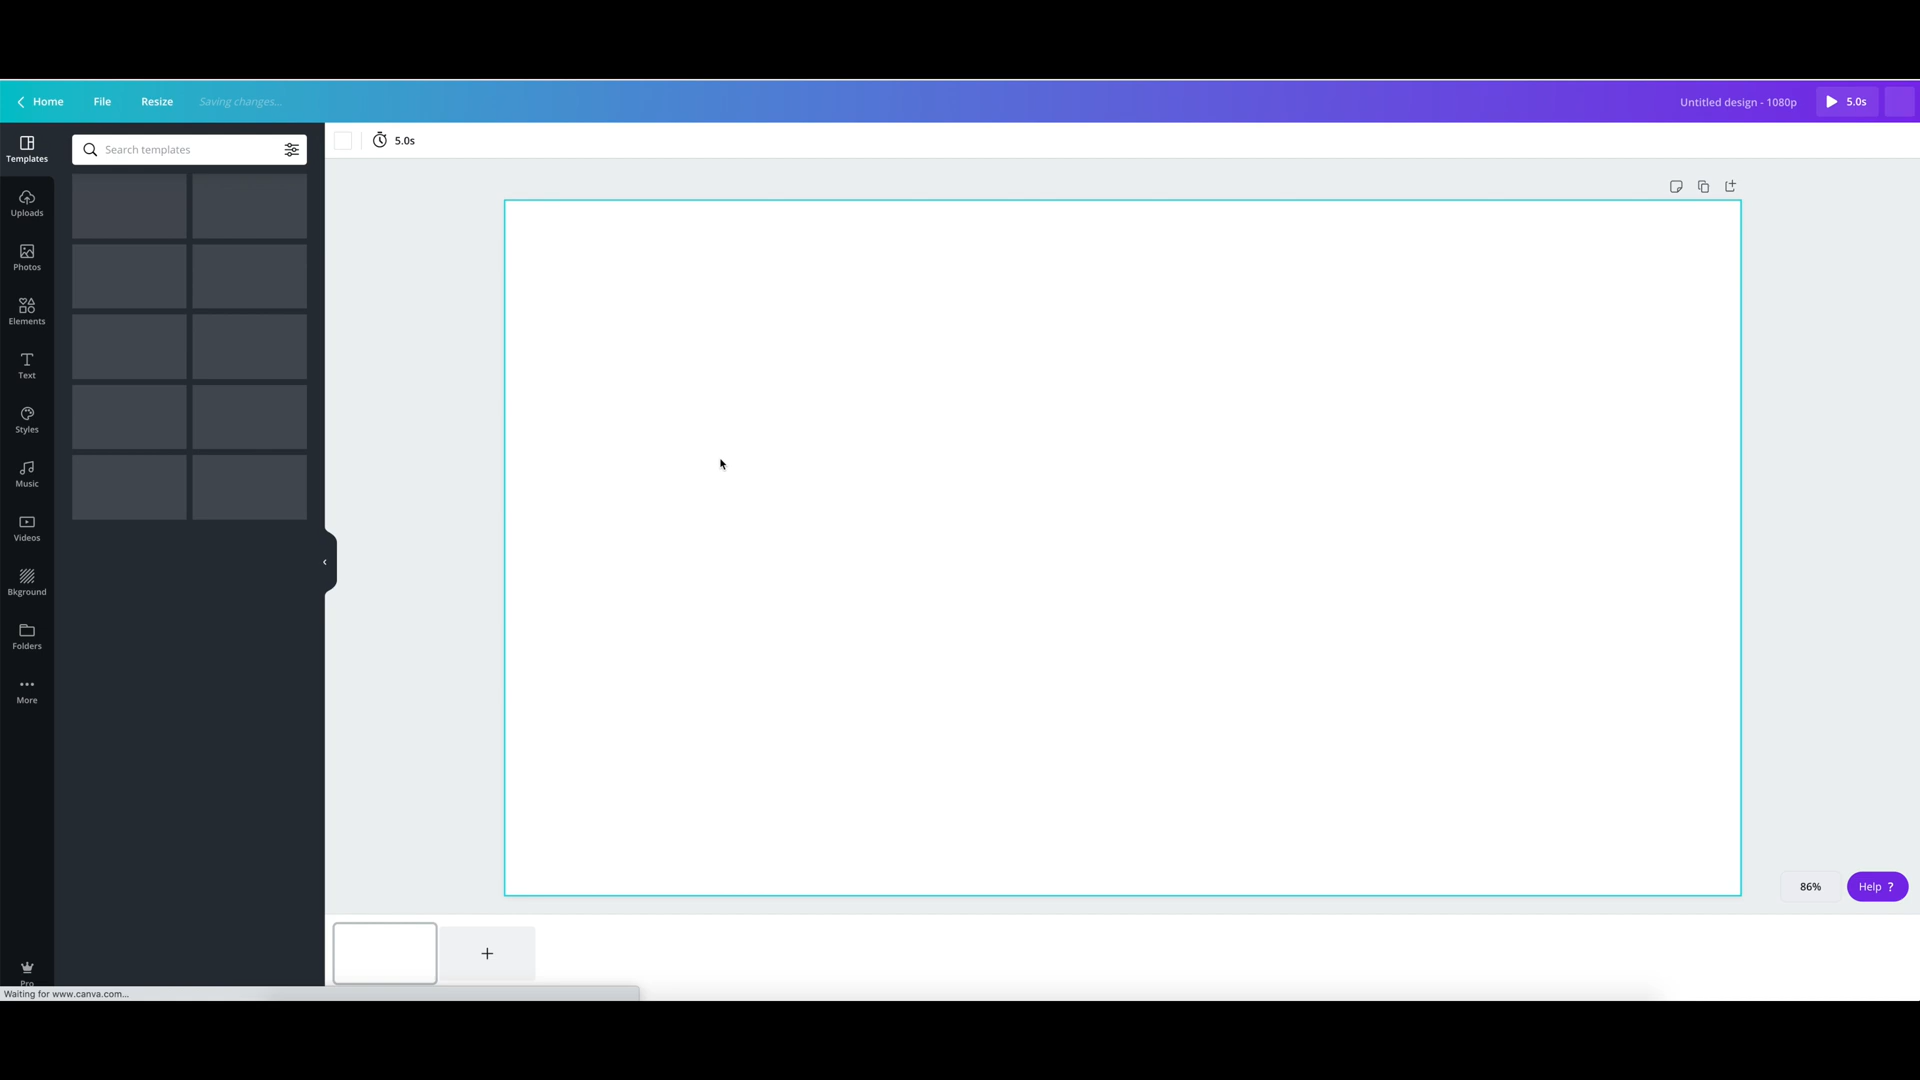 Home
File
Resize
Saving changes...
Untitled design - 1080p
5.0s
Templates
Search templates
5.0s
Uploads
Photos
Elements
Text
Styles
Music
Videos
Bkground
Folders
More
86%
Help ?
Pro
Waiting for www.canva.com...